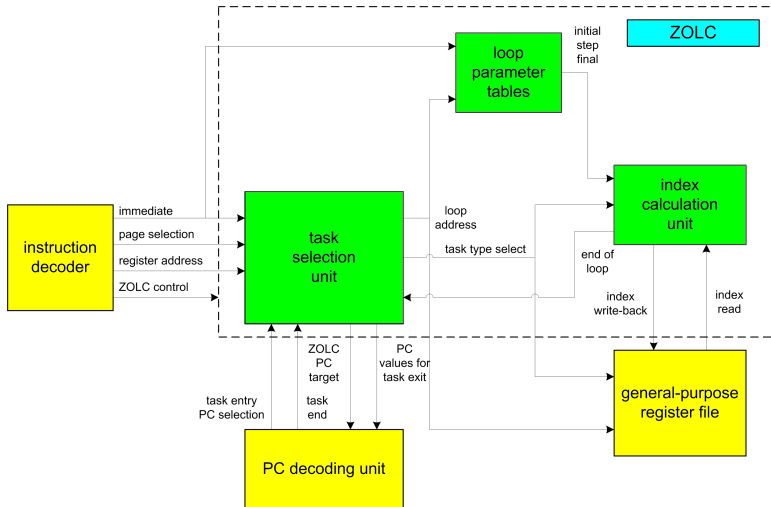 ZOLC
initial
step
final
loop
parameter
tables
immediate
page selection
register address
ZOLC control
instruction
decoder
task
selection
unit
loop
address
task type select
index
calculation
unit
end of
loop
index
write-back
index
read
ZOLC
PC
target
PC
values for
task exit
task entry
PC selection
task
end
general-purpose
register file
PC decoding unit